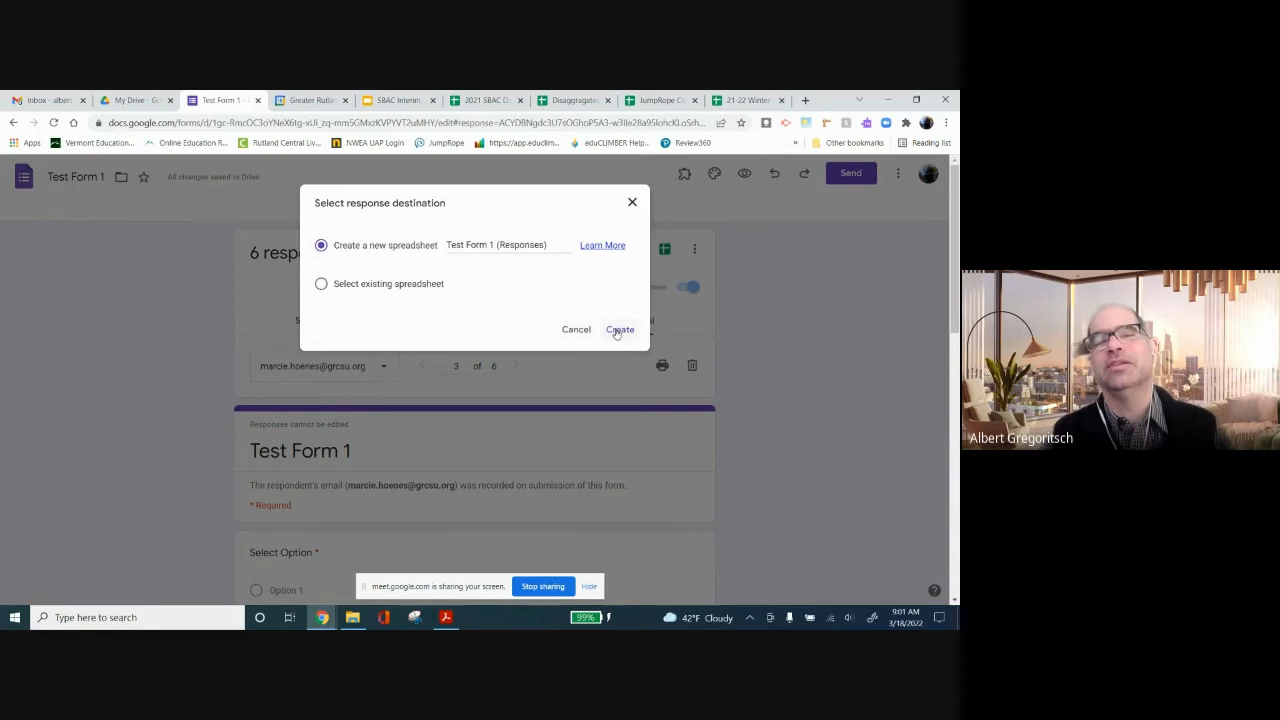 Inbox - albert
My Drive - Go
Test Form 1 -
Greater Rutlan
SBAC Interim
2021 SBAC D
Disaggragated
JumpRope C
21-22 Winter
Apps
Vermont Education
Online Education R
Rutland Central Livi
NWEA UAP Login
JumpRope
https://app.educlim
eduCLIMBER Help
Review360
Other bookmarks
Reading list
Test Form 1
All changes saved in Drive
Send
Select response destination
6 resp
Create a new spreadsheet
Test Form 1 (Responses)
Learn More
Select existing spreadsheet
Cancel
Create
marcie.hoenes@grcsu.org
3 of 6
Responses cannot be edited
Test Form 1
The respondent's email (marcie.hoenes@grcsu.org) was recorded on submission of this form.
* Required
Select Option *
Option 1
meet.google.com is sharing your screen.
Stop sharing
Hide
Type here to search
99%
42°F Cloudy
9:01 AM
3/18/2022
Albert Gregoritsch